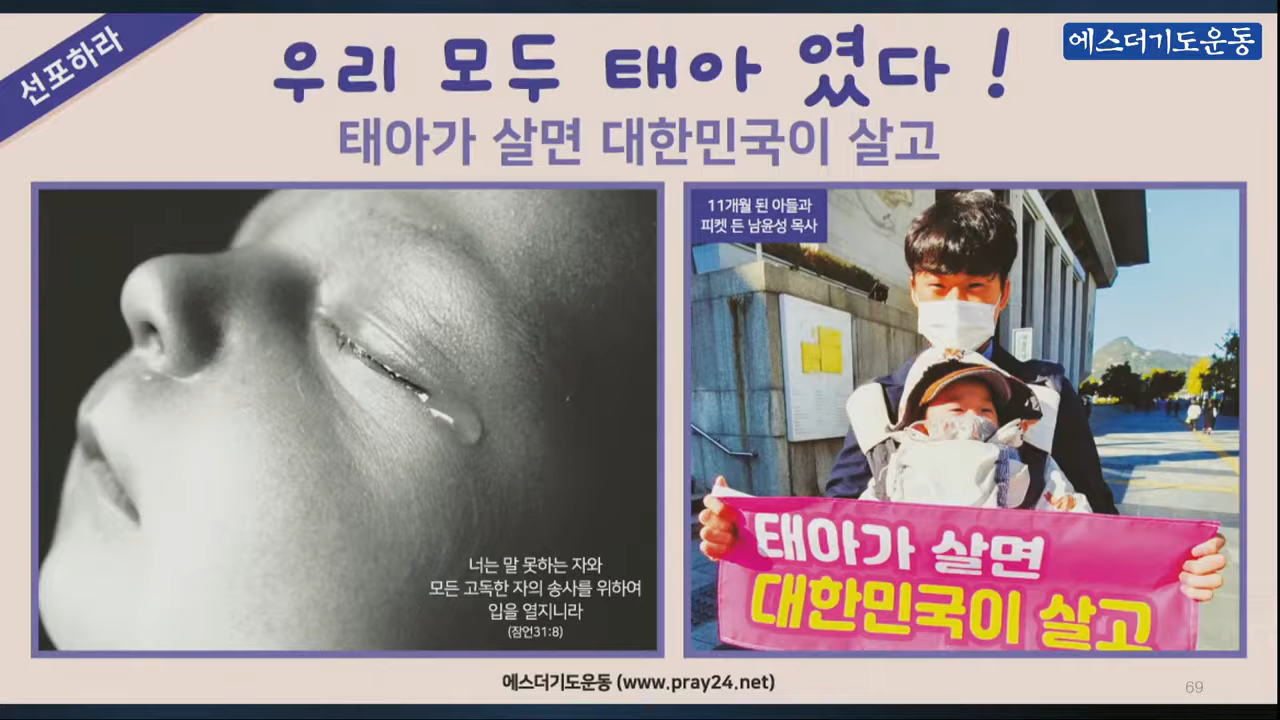 선포하라
에스더기도운동
우리 모두 태아 였다 !
태아가 살면 대한민국이 살고
11개월 된 아들과
피켓 든 남윤성 목사
너는 말 못하는 자와
모든 고독한 자의 송사를 위하여
입을 열지니라
(잠언31:8)
태아가 살면
대한민국이 살고
에스더기도운동 (www.pray24.net)
69